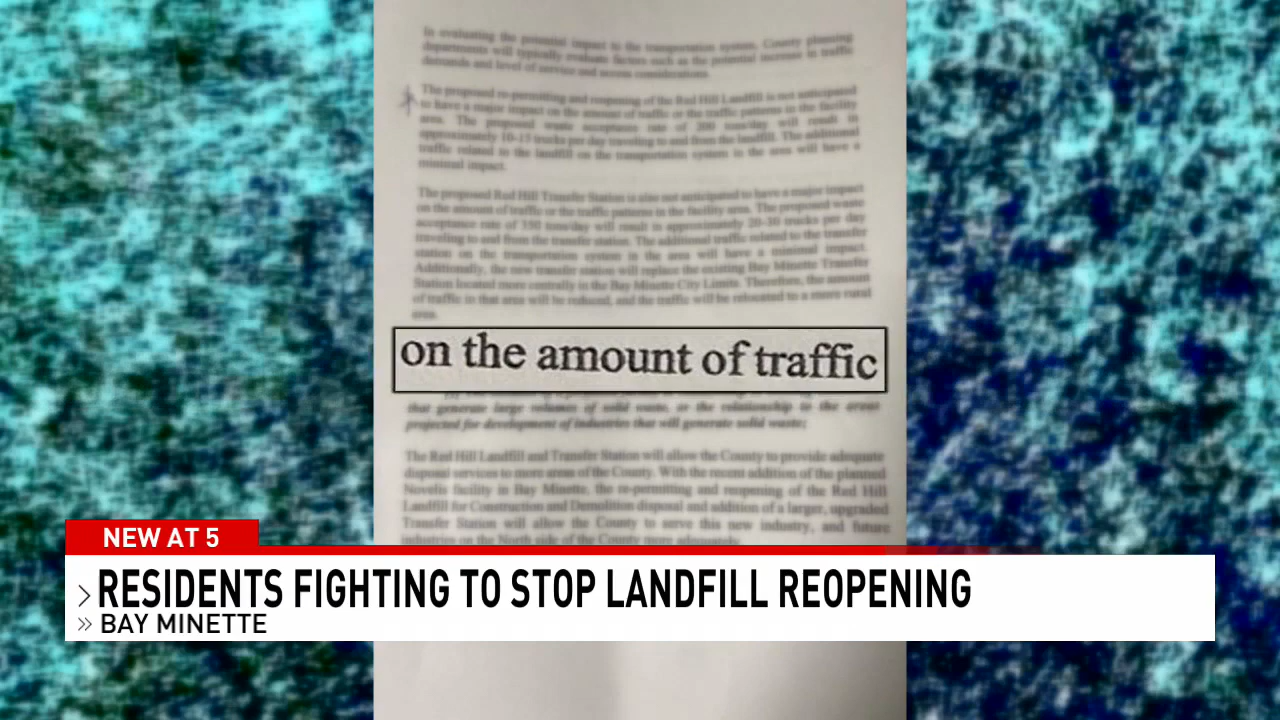 In evaluating the potential impact to the transportation system, County planning
departments will typically evaluate factors such as the potential increase in traffic
demands and level of service and access considerations.
The proposed re-permitting and reopening of the Red Hill Landfill is not anticipated
to have a major impact on the amount of traffic or the traffic patterns in the facility
area. The proposed waste acceptance rate of 200 tons/day will result in
approximately 10-15 trucks per day traveling to and from the landfill. The additional
traffic related to the landfill on the transportation system in the area will have a
minimal impact.
The proposed Red Hill Transfer Station is also not anticipated to have a major impact
on the amount of traffic or the traffic patterns in the facility area. The proposed waste
acceptance rate of 350 tons/day will result in approximately 20-30 trucks per day
traveling to and from the transfer station. The additional traffic related to the transfer
station on the transportation system in the area will have a minimal impact.
Additionally, the new transfer station will replace the existing Bay Minette Transfer
Station located more centrally in the Bay Minette City Limits. Therefore, the amount
of traffic in that area will be reduced, and the traffic will be relocated to a more rural
area.
on the amount of traffic
that generate large volumes of solid waste, or the relationship to the areas
projected for development of industries that will generate solid waste;
The Red Hill Landfill and Transfer Station will allow the County to provide adequate
disposal services to more areas of the County. With the recent addition of the planned
Novelis facility in Bay Minette, the re-permitting and reopening of the Red Hill
Landfill for Construction and Demolition disposal and addition of a larger, upgraded
Transfer Station will allow the County to serve this new industry, and future
industries on the North side of the County more adequately.
NEW AT 5
RESIDENTS FIGHTING TO STOP LANDFILL REOPENING
BAY MINETTE